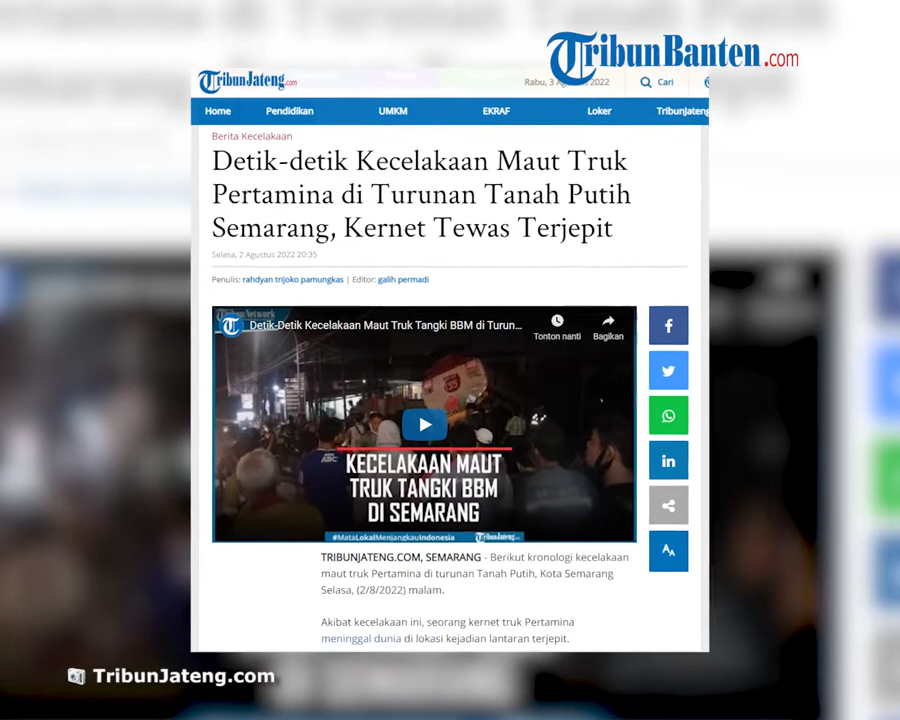 TribunBanten.com
TribunJateng.com
Rabu, 3 A 2022
Cari
Home Pendidikan UMKM EKRAF Loker TribunJateng
Berita Kecelakaan
Detik-detik Kecelakaan Maut Truk
Pertamina di Turunan Tanah Putih
Semarang, Kernet Tewas Terjepit
Selasa, 2 Agustus 2022 20:35
Penulis: rahdyan trijoko pamungkas | Editor: galih permadi
Tribun Network
Detik-Detik Kecelakaan Maut Truk Tangki BBM di Turun...
Tonton nanti Bagikan
KECELAKAAN MAUT
TRUK TANGKI BBM
DI SEMARANG
#MataLokalMenjangkauIndonesia
TRIBUNJATENG.COM, SEMARANG - Berikut kronologi kecelakaan
maut truk Pertamina di turunan Tanah Putih, Kota Semarang
Selasa, (2/8/2022) malam.
Akibat kecelakaan ini, seorang kernet truk Pertamina
meninggal dunia di lokasi kejadian lantaran terjepit.
TribunJateng.com